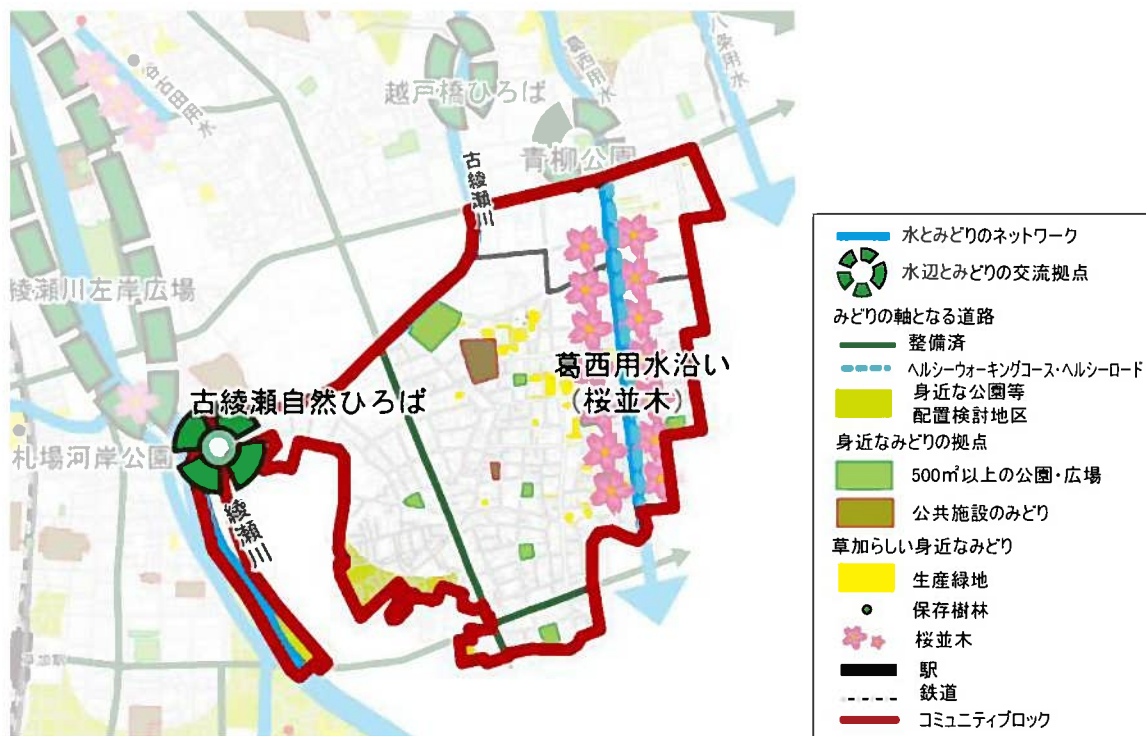 八条用水
葛西用水
谷古田用水
越戸橋ひろば
青柳公園
古綾瀬川
綾瀬川左岸広場
葛西用水沿い
(桜並木)
古綾瀬自然ひろば
札場河岸公園
綾瀬川
草加駅
水とみどりのネットワーク
水辺とみどりの交流拠点
みどりの軸となる道路
整備済
ヘルシーウォーキングコース・ヘルシーロード
身近な公園等
配置検討地区
身近なみどりの拠点
500㎡以上の公園・広場
公共施設のみどり
草加らしい身近なみどり
生産緑地
保存樹林
桜並木
駅
鉄道
コミュニティブロック